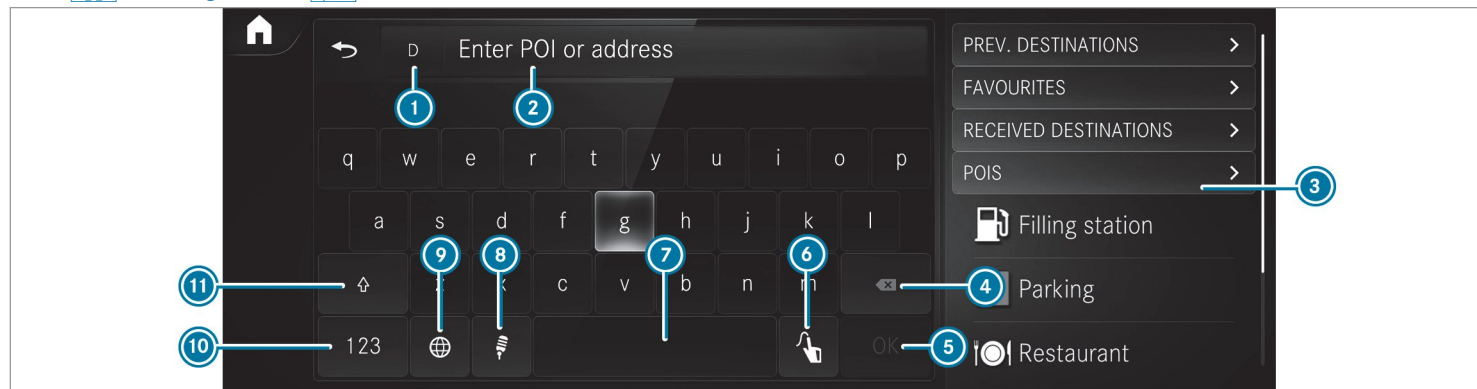 D Enter POI or address
1 2
q w e r t y u i o p
a s d f g h j k l
9 8 7 6
11 c v b n m 4
10 123 OK 5
PREV. DESTINATIONS
FAVOURITES
RECEIVED DESTINATIONS
POIS
3
Filling station
Parking
Restaurant